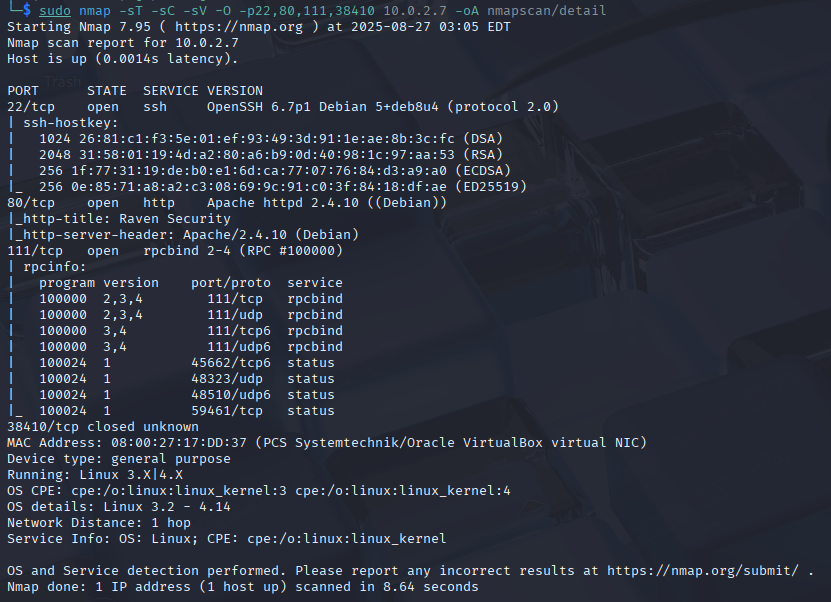 └─$ sudo nmap -sT -sC -sV -O -p22,80,111,38410 10.0.2.7 -oA nmapscan/detail
Starting Nmap 7.95 ( https://nmap.org ) at 2025-08-27 03:05 EDT
Nmap scan report for 10.0.2.7
Host is up (0.0014s latency).
Trash
PORT      STATE  SERVICE VERSION
22/tcp    open   ssh     OpenSSH 6.7p1 Debian 5+deb8u4 (protocol 2.0)
| ssh-hostkey:
|   1024 26:81:c1:f3:5e:01:ef:93:49:3d:91:1e:ae:8b:3c:fc (DSA)
|   2048 31:58:01:19:4d:a2:80:a6:b9:0d:40:98:1c:97:aa:53 (RSA)
|   256 1f:77:31:19:de:b0:e1:6d:ca:77:07:76:84:d3:a9:a0 (ECDSA)
|_  256 0e:85:71:a8:a2:c3:08:69:9c:91:c0:3f:84:18:df:ae (ED25519)
80/tcp    open   http    Apache httpd 2.4.10 ((Debian))
|_http-title: Raven Security
|_http-server-header: Apache/2.4.10 (Debian)
111/tcp   open   rpcbind 2-4 (RPC #100000)
| rpcinfo:
|   program version    port/proto  service
|   100000  2,3,4        111/tcp   rpcbind
|   100000  2,3,4        111/udp   rpcbind
|   100000  3,4          111/tcp6  rpcbind
|   100000  3,4          111/udp6  rpcbind
|   100024  1          45662/tcp6  status
|   100024  1          48323/udp   status
|   100024  1          48510/udp6  status
|_  100024  1          59461/tcp   status
38410/tcp closed unknown
MAC Address: 08:00:27:17:DD:37 (PCS Systemtechnik/Oracle VirtualBox virtual NIC)
Device type: general purpose
Running: Linux 3.X|4.X
OS CPE: cpe:/o:linux:linux_kernel:3 cpe:/o:linux:linux_kernel:4
OS details: Linux 3.2 - 4.14
Network Distance: 1 hop
Service Info: OS: Linux; CPE: cpe:/o:linux:linux_kernel
OS and Service detection performed. Please report any incorrect results at https://nmap.org/submit/ .
Nmap done: 1 IP address (1 host up) scanned in 8.64 seconds